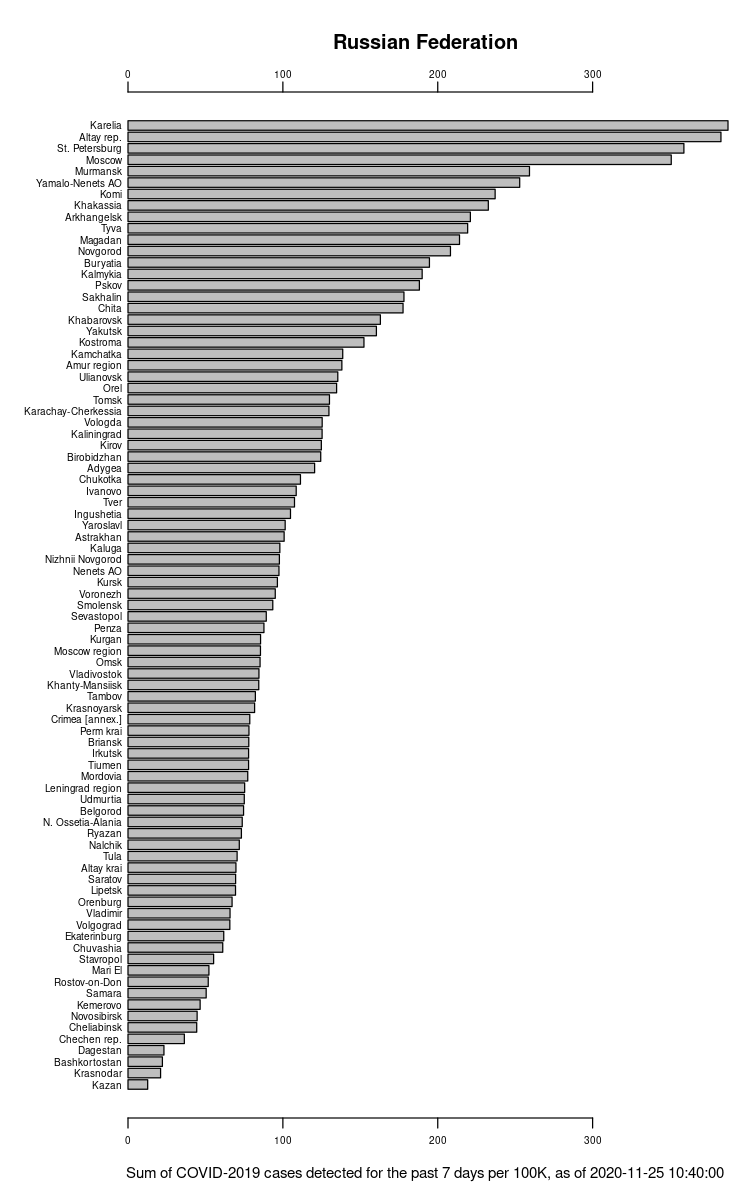 Russian Federation
0 100 200 300
Karelia
Altay rep.
St. Petersburg
Moscow
Murmansk
Yamalo-Nenets AO
Komi
Khakassia
Arkhangelsk
Tyva
Magadan
Novgorod
Buryatia
Kalmykia
Pskov
Sakhalin
Chita
Khabarovsk
Yakutsk
Kostroma
Kamchatka
Amur region
Ulianovsk
Orel
Tomsk
Karachay-Cherkessia
Vologda
Kaliningrad
Kirov
Birobidzhan
Adygea
Chukotka
Ivanovo
Tver
Ingushetia
Yaroslavl
Astrakhan
Kaluga
Nizhnii Novgorod
Nenets AO
Kursk
Voronezh
Smolensk
Sevastopol
Penza
Kurgan
Moscow region
Omsk
Vladivostok
Khanty-Mansiisk
Tambov
Krasnoyarsk
Crimea [annex.]
Perm krai
Briansk
Irkutsk
Tiumen
Mordovia
Leningrad region
Udmurtia
Belgorod
N. Ossetia-Alania
Ryazan
Nalchik
Tula
Altay krai
Saratov
Lipetsk
Orenburg
Vladimir
Volgograd
Ekaterinburg
Chuvashia
Stavropol
Mari El
Rostov-on-Don
Samara
Kemerovo
Novosibirsk
Cheliabinsk
Chechen rep.
Dagestan
Bashkortostan
Krasnodar
Kazan
0 100 200 300
Sum of COVID-2019 cases detected for the past 7 days per 100K, as of 2020-11-25 10:40:00